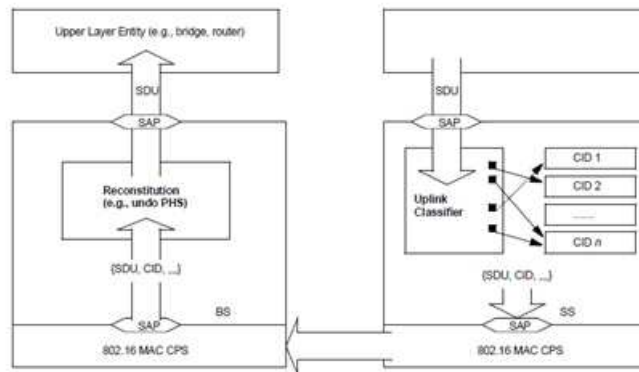 Upper Layer Entity (e.g., bridge, router)
SDU
SAP
Reconstitution
(e.g., undo PHS)
{SDU, CID, ,,,}
BS
SAP
802.16 MAC CPS
SDU
SAP
Uplink
Classifier
CID 1
CID 2
........
CID n
{SDU, CID, ,,,}
SAP
SS
802.16 MAC CPS